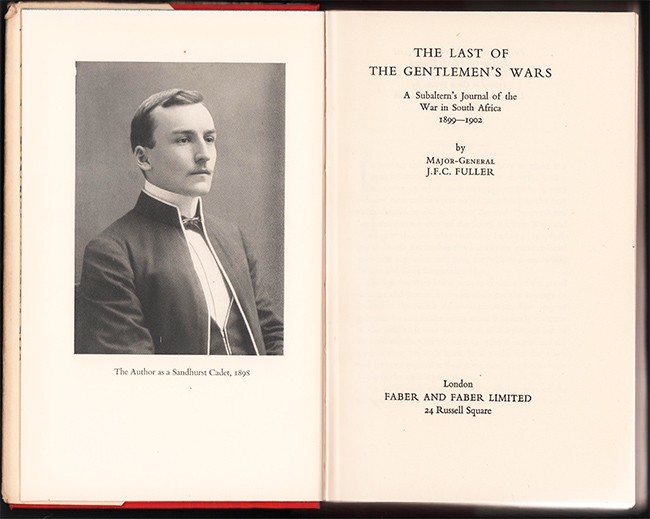 The Author as a Sandhurst Cadet, 1898
THE LAST OF
THE GENTLEMEN'S WARS
A Subaltern's Journal of the
War in South Africa
1899—1902
by
MAJOR-GENERAL
J.F.C. FULLER
London
FABER AND FABER LIMITED
24 Russell Square